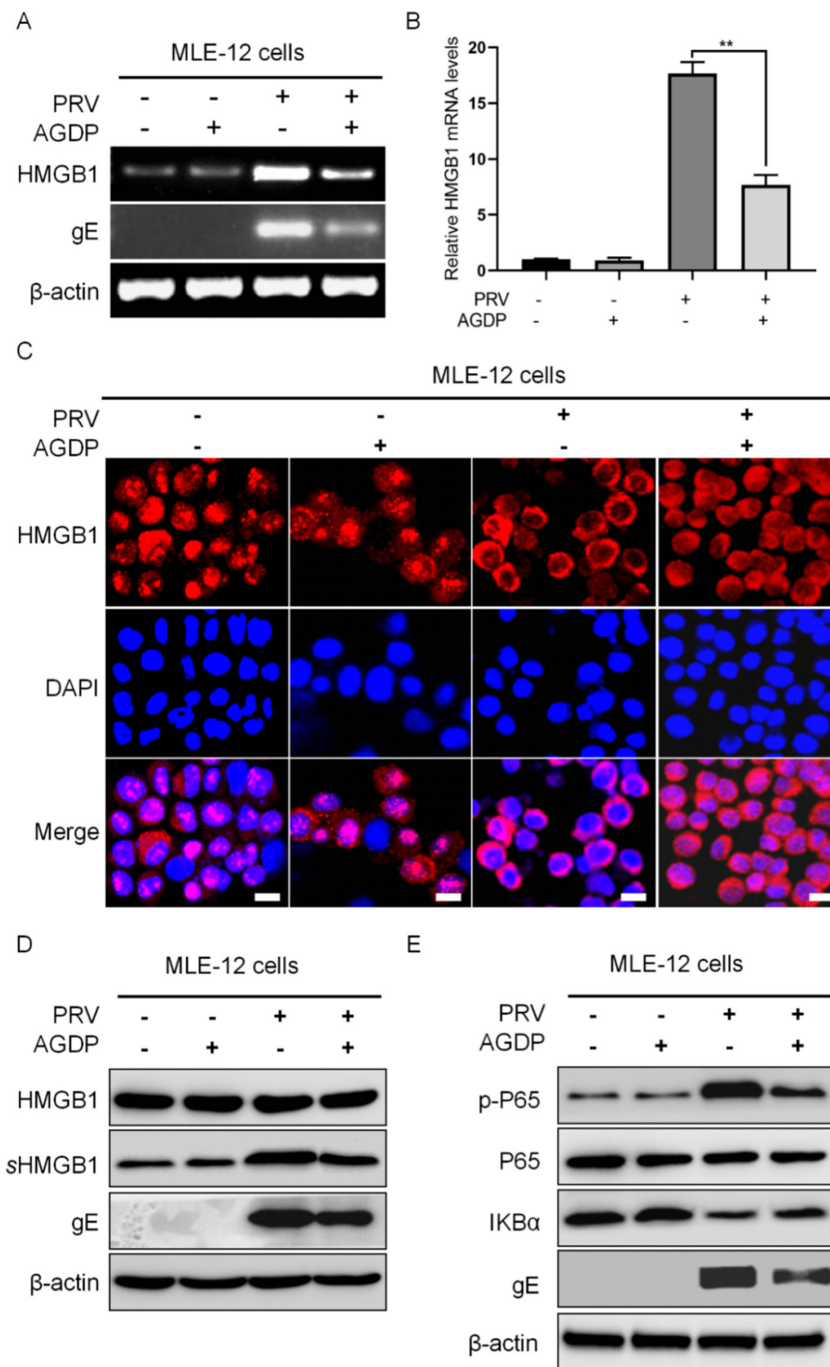 A
MLE-12 cells
PRV - - + +
AGDP - + - +
HMGB1
gE
β-actin
B
Relative HMGB1 mRNA levels
20
15
10
5
0
**
PRV - - + +
AGDP - + - +
C
MLE-12 cells
PRV - - + +
AGDP - + - +
HMGB1
DAPI
Merge
D
MLE-12 cells
PRV - - + +
AGDP - + - +
HMGB1
sHMGB1
gE
β-actin
E
MLE-12 cells
PRV - - + +
AGDP - + - +
p-P65
P65
IKBα
gE
β-actin